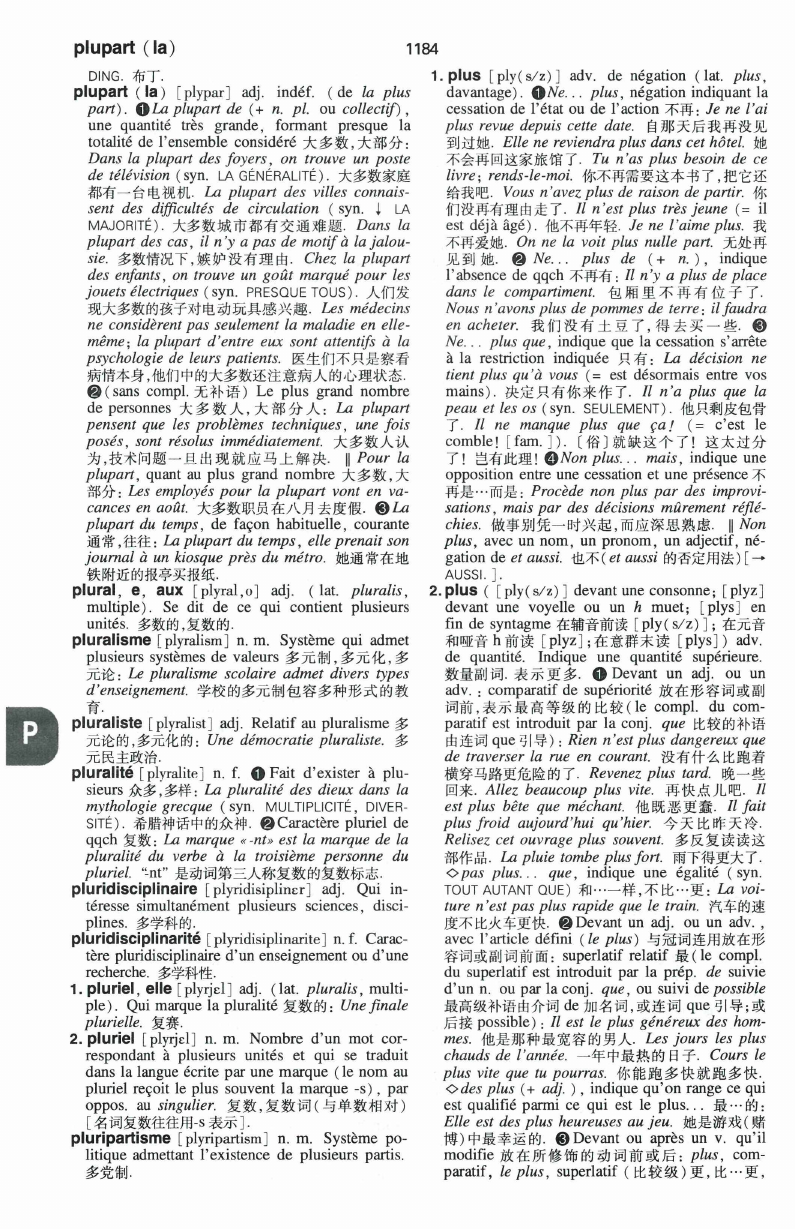 plupart (la)
1184
DING. 布丁.
plupart (la) [plypar] adj. indéf. (de la plus
part). ❶La plupart de (+ n. pl. ou collectif),
une quantité très grande, formant presque la
totalité de l'ensemble considéré 大多数,大部分:
Dans la plupart des foyers, on trouve un poste
de télévision (syn. LA GÉNÉRALITÉ). 大多数家庭
都有一台电视机. La plupart des villes connais-
sent des difficultés de circulation ( syn. ↓ LA
MAJORITÉ). 大多数城市都有交通难题. Dans la
plupart des cas, il n'y a pas de motif à la jalou-
sie. 多数情况下,嫉妒没有理由. Chez la plupart
des enfants, on trouve un goût marqué pour les
jouets électriques (syn. PRESQUE TOUS). 人们发
现大多数的孩子对电动玩具感兴趣. Les médecins
ne considèrent pas seulement la maladie en elle-
même; la plupart d'entre eux sont attentifs à la
psychologie de leurs patients. 医生们不只是察看
病情本身,他们中的大多数还注意病人的心理状态.
❷(sans compl. 无补语) Le plus grand nombre
de personnes 大多数人,大部分人: La plupart
pensent que les problèmes techniques, une fois
posés, sont résolus immédiatement. 大多数人认
为,技术问题一旦出现就应马上解决. ‖ Pour la
plupart, quant au plus grand nombre 大多数,大
部分: Les employés pour la plupart vont en va-
cances en août. 大多数职员在八月去度假. ❸La
plupart du temps, de façon habituelle, courante
通常,往往: La plupart du temps, elle prenait son
journal à un kiosque près du métro. 她通常在地
铁附近的报亭买报纸.
plural, e, aux [plyral,o] adj. ( lat. pluralis,
multiple). Se dit de ce qui contient plusieurs
unités. 多数的,复数的.
pluralisme [plyralism] n. m. Système qui admet
plusieurs systèmes de valeurs 多元制,多元化,多
元论: Le pluralisme scolaire admet divers types
d'enseignement. 学校的多元制包容多种形式的教
育.
pluraliste [plyralist] adj. Relatif au pluralisme 多
元论的,多元化的: Une démocratie pluraliste. 多
元民主政治.
pluralité [plyralite] n. f. ❶Fait d'exister à plu-
sieurs 众多,多样: La pluralité des dieux dans la
mythologie grecque (syn. MULTIPLICITÉ, DIVER-
SITÉ). 希腊神话中的众神. ❷Caractère pluriel de
qqch 复数: La marque «-nt» est la marque de la
pluralité du verbe à la troisième personne du
pluriel. "-nt" 是动词第三人称复数的复数标志.
pluridisciplinaire [plyridisiplinɛr] adj. Qui in-
téresse simultanément plusieurs sciences, disci-
plines. 多学科的.
pluridisciplinarité [plyridisiplinarite] n. f. Carac-
tère pluridisciplinaire d'un enseignement ou d'une
recherche. 多学科性.
1. pluriel, elle [plyrjɛl] adj. (lat. pluralis, multi-
ple). Qui marque la pluralité 复数的: Une finale
plurielle. 复赛.
2. pluriel [plyrjɛl] n. m. Nombre d'un mot cor-
respondant à plusieurs unités et qui se traduit
dans la langue écrite par une marque (le nom au
pluriel reçoit le plus souvent la marque -s), par
oppos. au singulier. 复数,复数词(与单数相对)
[名词复数往往用-s表示].
pluripartisme [plyripartism] n. m. Système po-
litique admettant l'existence de plusieurs partis.
多党制.
P
1. plus [ply(s/z)] adv. de négation (lat. plus,
davantage). ❶Ne... plus, négation indiquant la
cessation de l'état ou de l'action 不再: Je ne l'ai
plus revue depuis cette date. 自那天后我再没见
到过她. Elle ne reviendra plus dans cet hôtel. 她
不会再回这家旅馆了. Tu n'as plus besoin de ce
livre; rends-le-moi. 你不再需要这本书了,把它还
给我吧. Vous n'avez plus de raison de partir. 你
们没再有理由走了. Il n'est plus très jeune (= il
est déjà âgé). 他不再年轻. Je ne l'aime plus. 我
不再爱她. On ne la voit plus nulle part. 无处再
见到她. ❷ Ne... plus de (+ n.), indique
l'absence de qqch 不再有: Il n'y a plus de place
dans le compartiment. 包厢里不再有位子了.
Nous n'avons plus de pommes de terre; il faudra
en acheter. 我们没有土豆了,得去买一些. ❸
Ne... plus que, indique que la cessation s'arrête
à la restriction indiquée 只有: La décision ne
tient plus qu'à vous (= est désormais entre vos
mains). 决定只有你来作了. Il n'a plus que la
peau et les os (syn. SEULEMENT). 他只剩皮包骨
了. Il ne manque plus que ça! (= c'est le
comble! [fam.]). 〔俗〕就缺这个了! 这太过分
了! 岂有此理! ❹Non plus... mais, indique une
opposition entre une cessation et une présence 不
再是…而是: Procède non plus par des improvi-
sations, mais par des décisions mûrement réflé-
chies. 做事别凭一时兴起,而应深思熟虑. ‖ Non
plus, avec un nom, un pronom, un adjectif, né-
gation de et aussi. 也不(et aussi 的否定用法)[→
AUSSI.].
2. plus ( [ply(s/z)] devant une consonne; [plyz]
devant une voyelle ou un h muet; [plys] en
fin de syntagme 在辅音前读 [ply(s/z)]; 在元音
和哑音h前读 [plyz];在意群末读 [plys]) adv.
de quantité. Indique une quantité supérieure.
数量副词. 表示更多. ❶ Devant un adj. ou un
adv. : comparatif de supériorité 放在形容词或副
词前,表示最高等级的比较(le compl. du com-
paratif est introduit par la conj. que 比较的补语
由连词que引导): Rien n'est plus dangereux que
de traverser la rue en courant. 没有什么比跑着
横穿马路更危险的了. Revenez plus tard. 晚一些
回来. Allez beaucoup plus vite. 再快点儿吧. Il
est plus bête que méchant. 他既恶更蠢. Il fait
plus froid aujourd'hui qu'hier. 今天比昨天冷.
Relisez cet ouvrage plus souvent. 多反复读读这
部作品. La pluie tombe plus fort. 雨下得更大了.
◇pas plus... que, indique une égalité (syn.
TOUT AUTANT QUE) 和…一样,不比…更: La voi-
ture n'est pas plus rapide que le train. 汽车的速
度不比火车更快. ❷Devant un adj. ou un adv.,
avec l'article défini (le plus) 与冠词连用放在形
容词或副词前面: superlatif relatif 最(le compl.
du superlatif est introduit par la prép. de suivie
d'un n. ou par la conj. que, ou suivi de possible
最高级补语由介词 de 加名词,或连词 que 引导;或
后接 possible): Il est le plus généreux des hom-
mes. 他是那种最宽容的男人. Les jours les plus
chauds de l'année. 一年中最热的日子. Cours le
plus vite que tu pourras. 你能跑多快就跑多快.
◇des plus (+ adj. ), indique qu'on range ce qui
est qualifié parmi ce qui est le plus... 最…的:
Elle est des plus heureuses au jeu. 她是游戏(赌
博)中最幸运的. ❸Devant ou après un v. qu'il
modifie 放在所修饰的动词前或后: plus, com-
paratif, le plus, superlatif (比较级)更,比…更,